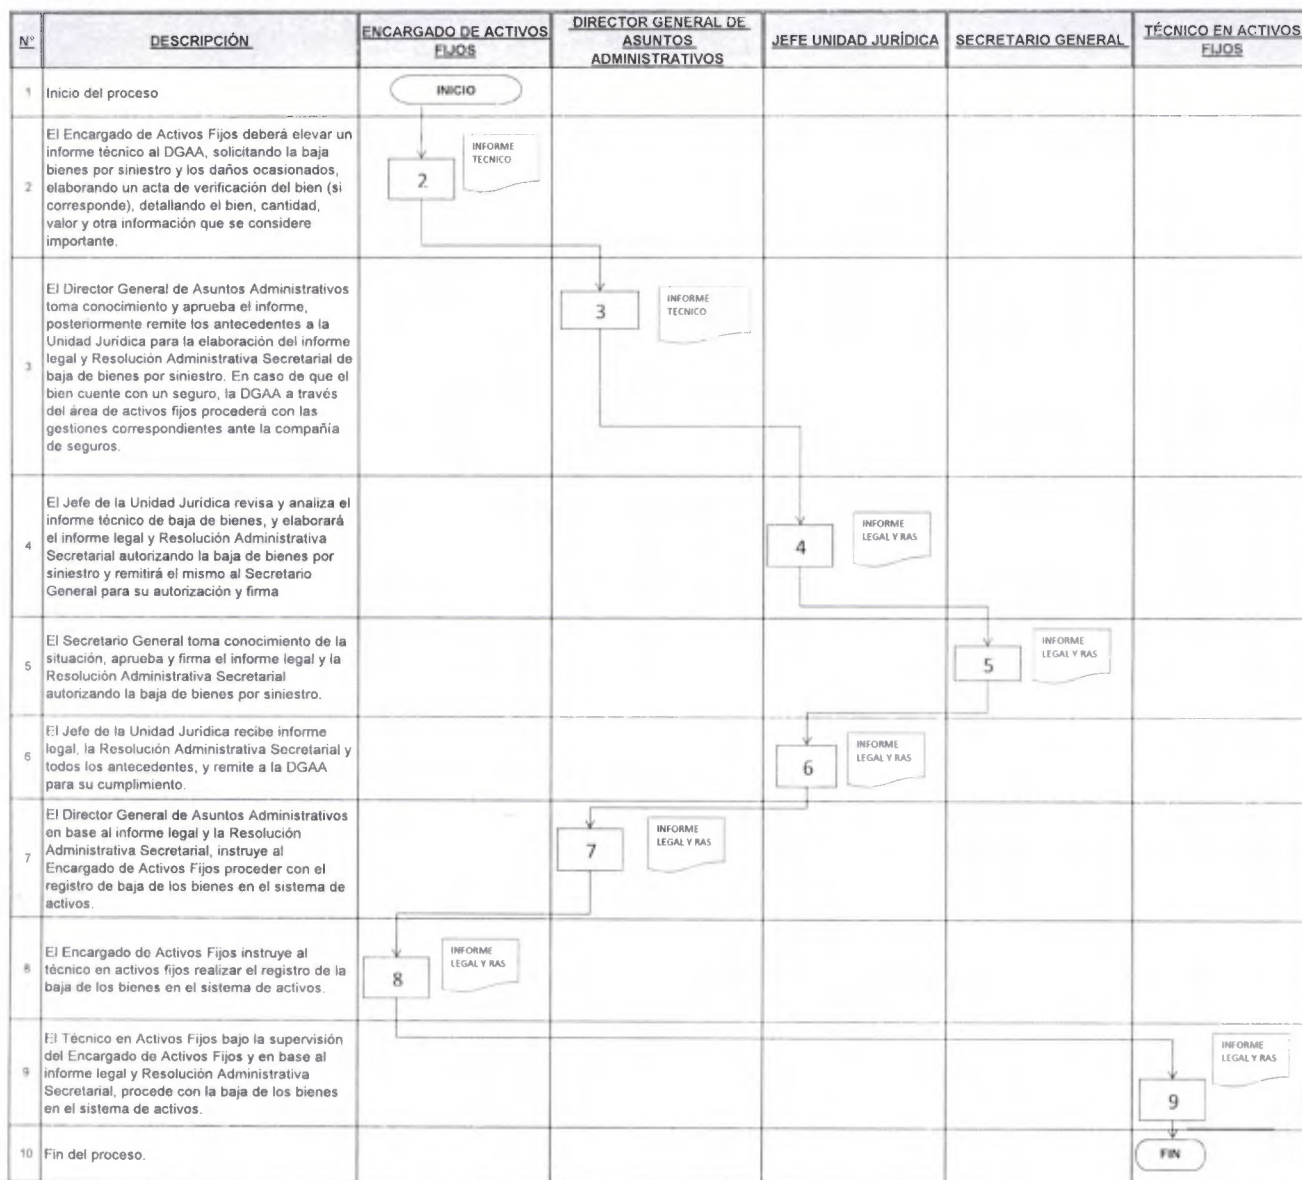 N° DESCRIPCIÓN ENCARGADO DE ACTIVOS FIJOS DIRECTOR GENERAL DE ASUNTOS ADMINISTRATIVOS JEFE UNIDAD JURÍDICA SECRETARIO GENERAL TÉCNICO EN ACTIVOS FIJOS
1 Inicio del proceso
INICIO
2
El Encargado de Activos Fijos deberá elevar un
informe técnico al DGAA, solicitando la baja
bienes por siniestro y los daños ocasionados,
elaborando un acta de verificación del bien (si
corresponde), detallando el bien, cantidad,
valor y otra información que se considere
importante.
2
INFORME
TECNICO
3
El Director General de Asuntos Administrativos
toma conocimiento y aprueba el informe,
posteriormente remite los antecedentes a la
Unidad Jurídica para la elaboración del informe
legal y Resolución Administrativa Secretarial de
baja de bienes por siniestro. En caso de que el
bien cuente con un seguro, la DGAA a través
del área de activos fijos procederá con las
gestiones correspondientes ante la compañía
de seguros.
3
INFORME
TECNICO
4
El Jefe de la Unidad Jurídica revisa y analiza el
informe técnico de baja de bienes, y elaborará
el informe legal y Resolución Administrativa
Secretarial autorizando la baja de bienes por
siniestro y remitirá el mismo al Secretario
General para su autorización y firma
4
INFORME
LEGAL Y RAS
5
El Secretario General toma conocimiento de la
situación, aprueba y firma el informe legal y la
Resolución Administrativa Secretarial
autorizando la baja de bienes por siniestro.
5
INFORME
LEGAL Y RAS
6
El Jefe de la Unidad Jurídica recibe informe
legal, la Resolución Administrativa Secretarial y
todos los antecedentes, y remite a la DGAA
para su cumplimiento.
6
INFORME
LEGAL Y RAS
7
El Director General de Asuntos Administrativos
en base al informe legal y la Resolución
Administrativa Secretarial, instruye al
Encargado de Activos Fijos proceder con el
registro de baja de los bienes en el sistema de
activos.
7
INFORME
LEGAL Y RAS
8
El Encargado de Activos Fijos instruye al
técnico en activos fijos realizar el registro de la
baja de los bienes en el sistema de activos.
8
INFORME
LEGAL Y RAS
9
El Técnico en Activos Fijos bajo la supervisión
del Encargado de Activos Fijos y en base al
informe legal y Resolución Administrativa
Secretarial, procede con la baja de los bienes
en el sistema de activos.
9
INFORME
LEGAL Y RAS
10 Fin del proceso.
FIN